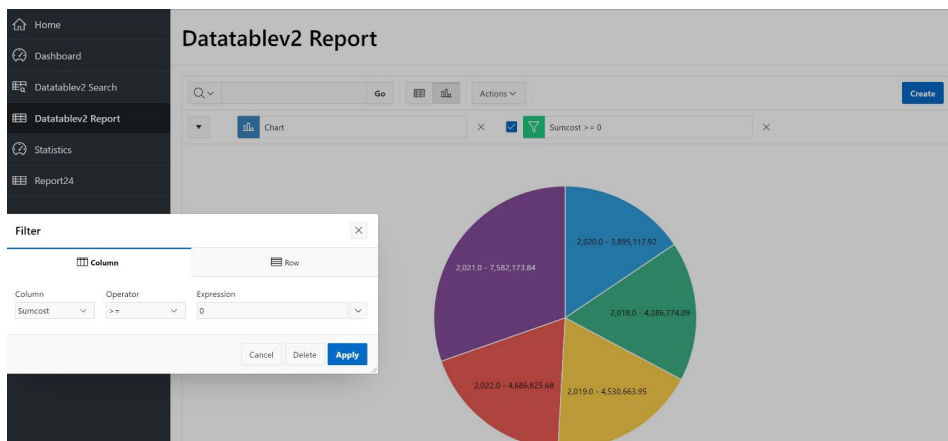 Home
Dashboard
Datatablev2 Search
Datatablev2 Report
Statistics
Report24
Datatablev2 Report
Go
Actions
Create
Chart
Sumcost >= 0
Filter
Column
Row
Column Operator Expression
Sumcost >= 0
Cancel Delete Apply
2,020.0 - 3,895,117.92
2,021.0 - 7,582,173.84
2,018.0 - 4,286,774.09
2,022.0 - 4,686,825.68
2,019.0 - 4,530,663.95